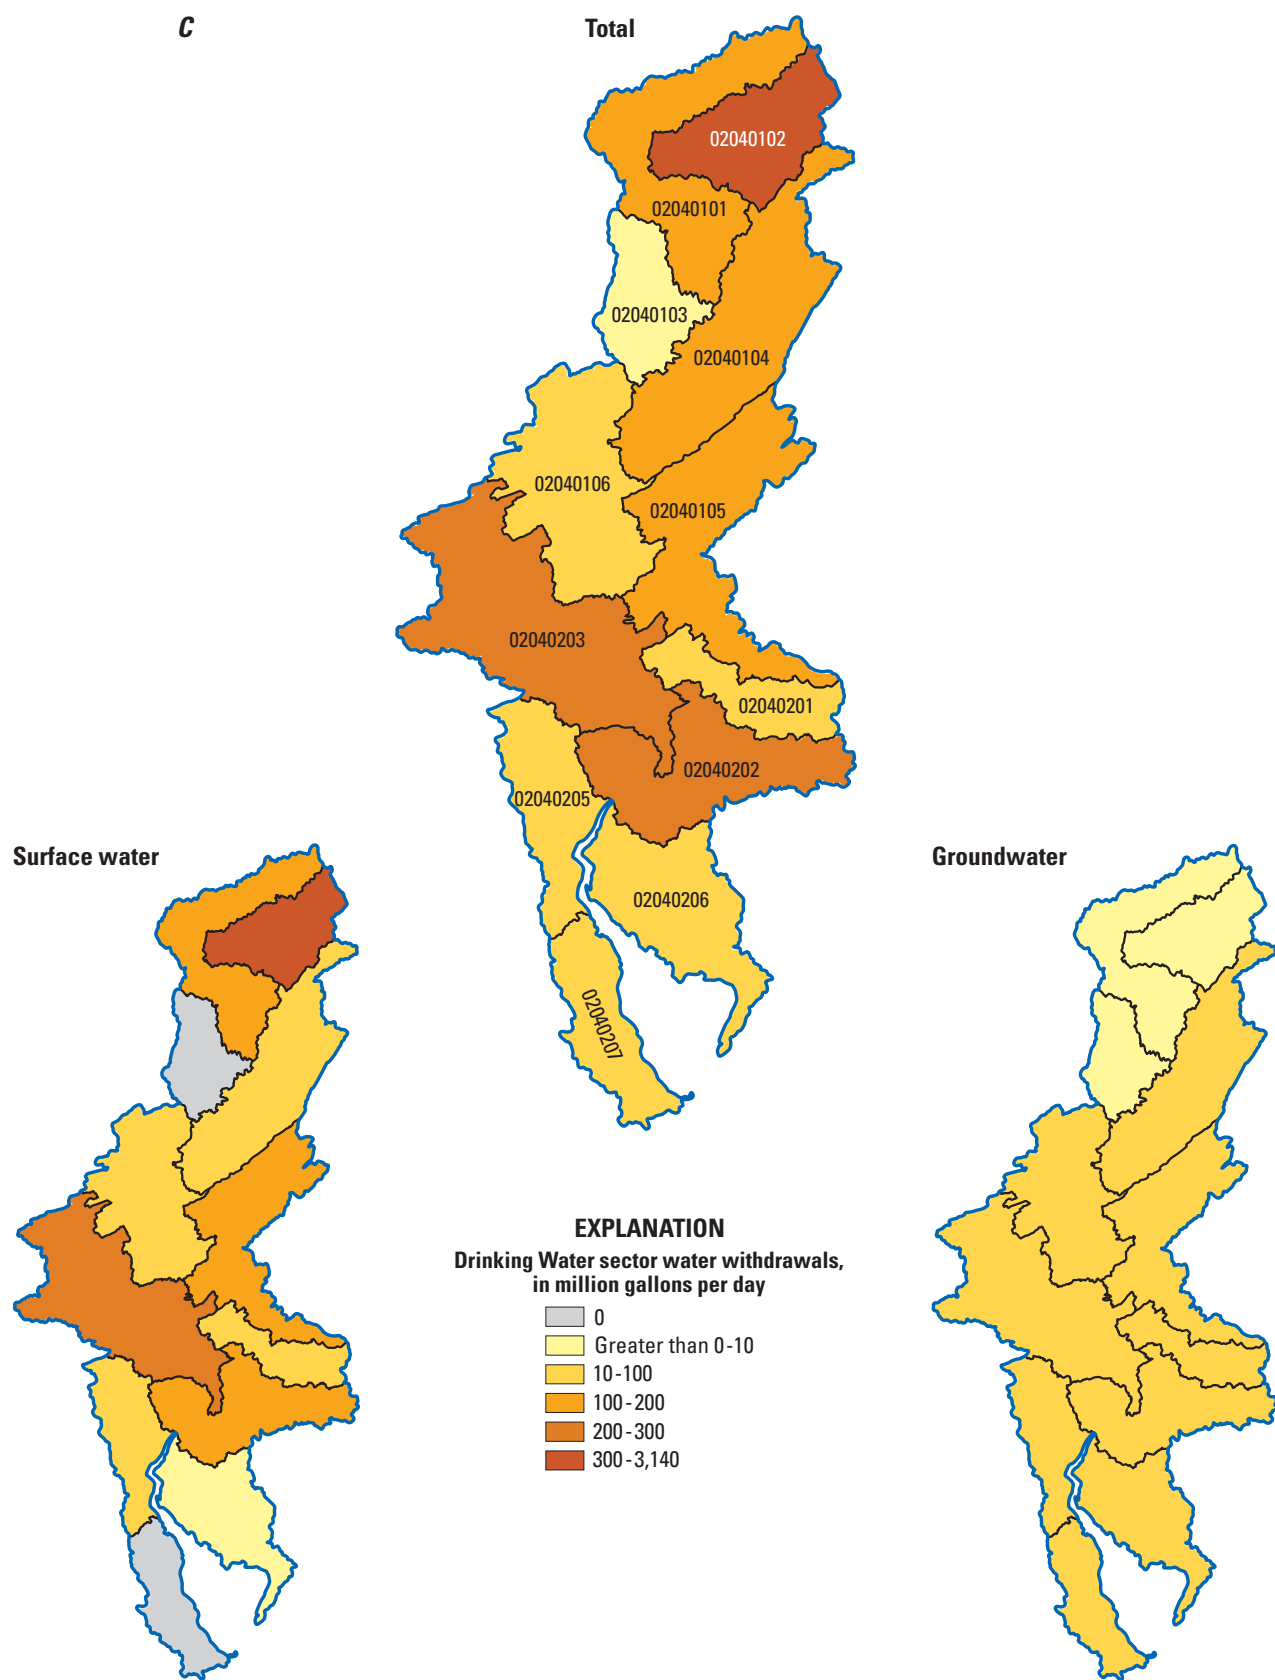 C
Total
02040102
02040101
02040103
02040104
02040106
02040105
02040203
02040201
02040202
02040205
02040206
02040207
Surface water
Groundwater
EXPLANATION
Drinking Water sector water withdrawals,
in million gallons per day
0
Greater than 0-10
10-100
100-200
200-300
300-3,140